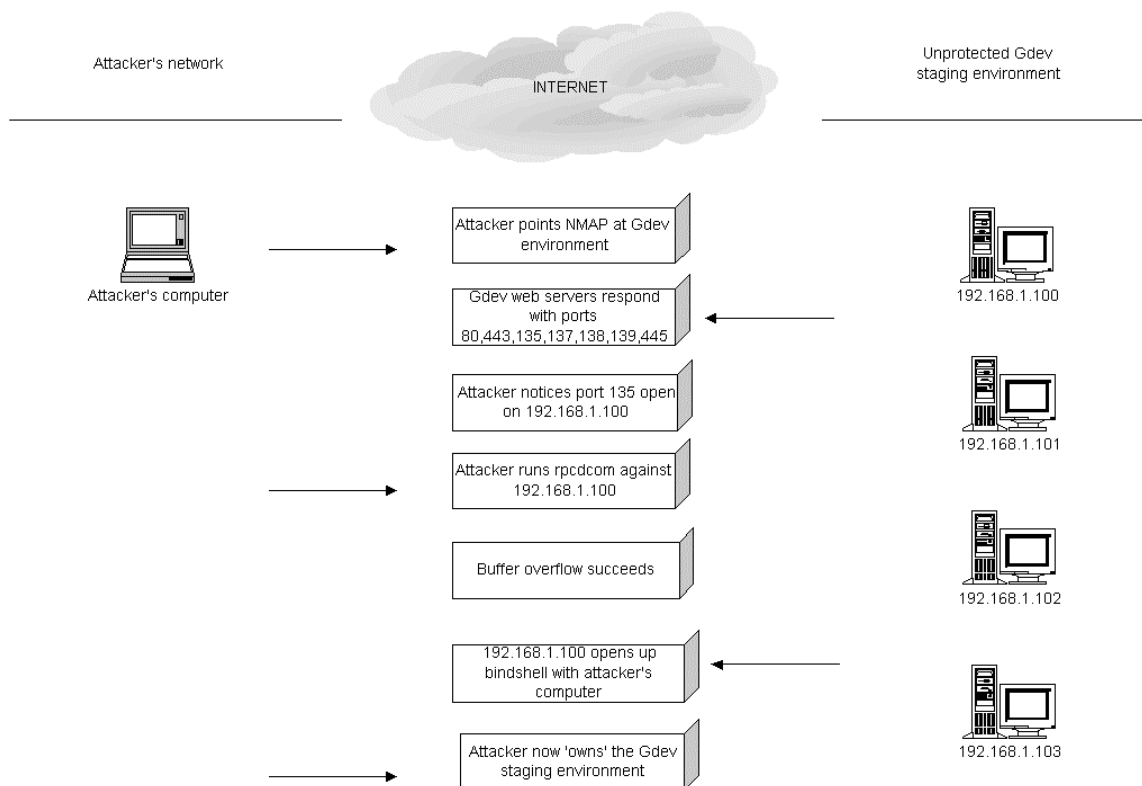 Attacker's network
INTERNET
Unprotected Gdev
staging environment
Attacker's computer
Attacker points NMAP at Gdev
environment
192.168.1.100
Gdev web servers respond
with ports
80,443,135,137,138,139,445
Attacker notices port 135 open
on 192.168.1.100
192.168.1.101
Attacker runs rpcdcom against
192.168.1.100
Buffer overflow succeeds
192.168.1.102
192.168.1.100 opens up
bindshell with attacker's
computer
Attacker now 'owns' the Gdev
staging environment
192.168.1.103